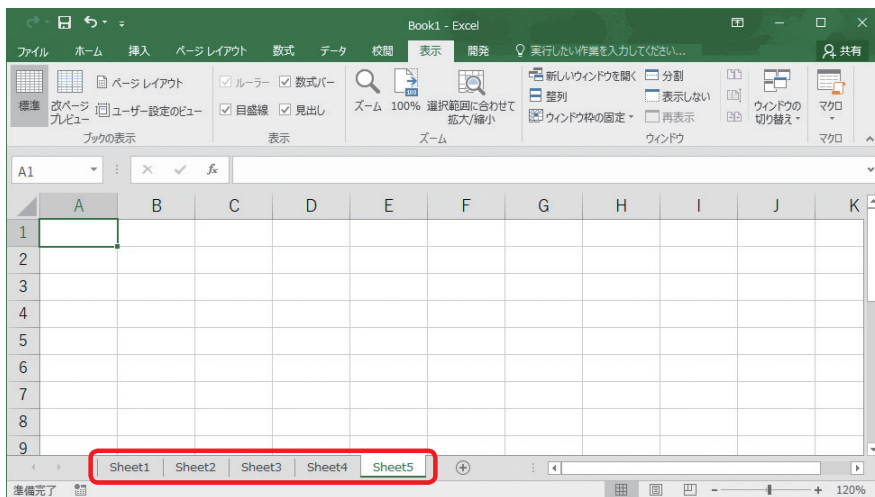 Book1 - Excel
ファイル ホーム 挿入 ページ レイアウト 数式 データ 校閲 表示 開発 実行したい作業を入力してください... 共有
標準
改ページ
プレビュー
ページ レイアウト
ユーザー設定のビュー
ブックの表示
ルーラー 数式バー
目盛線 見出し
表示
ズーム
100%
選択範囲に合わせて
拡大/縮小
ズーム
新しいウィンドウを開く
整列
ウィンドウ枠の固定
分割
表示しない
再表示
ウィンドウの
切り替え
ウィンドウ
マクロ
マクロ
A1 fx
A B C D E F G H I J K
1
2
3
4
5
6
7
8
9
Sheet1 Sheet2 Sheet3 Sheet4 Sheet5
準備完了 - + 120%